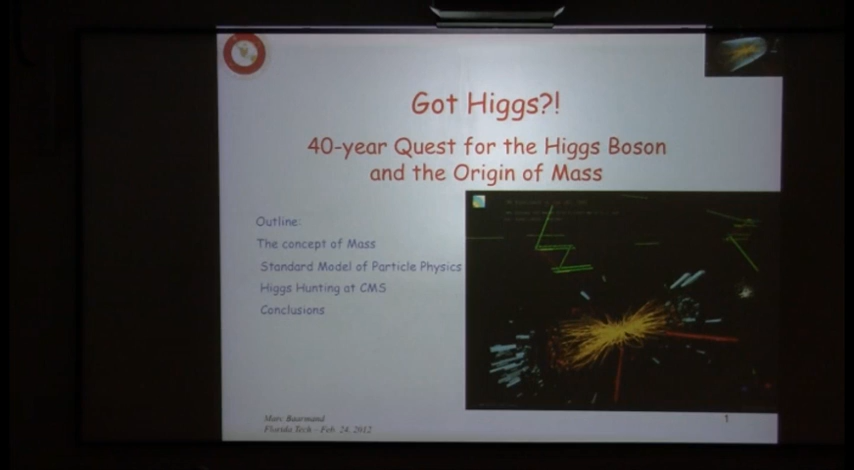 Got Higgs?!
40-year Quest for the Higgs Boson
and the Origin of Mass
Outline:
The concept of Mass
Standard Model of Particle Physics
Higgs Hunting at CMS
Conclusions
Marc Baarmand
Florida Tech – Feb. 24, 2012
1